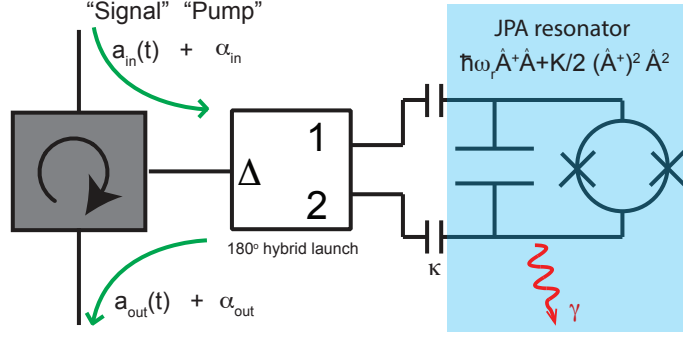 “Signal” “Pump”
a_in(t) + α_in
JPA resonator
ħω_rÂ⁺Â+K/2 (Â⁺)² Â²
1
Δ
2
180° hybrid launch
κ
a_out(t) + α_out
γ